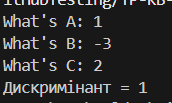 What's A: 1
What's B: -3
What's C: 2
Дискримінант = 1